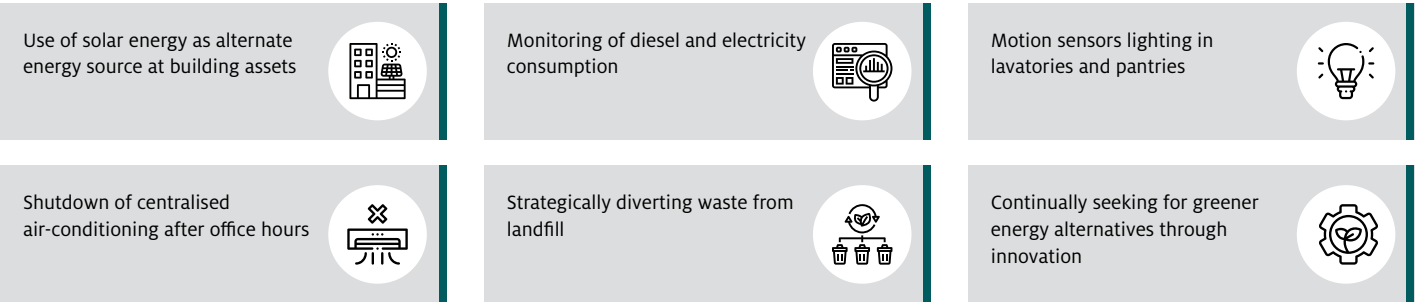 Use of solar energy as alternate
energy source at building assets
Monitoring of diesel and electricity
consumption
Motion sensors lighting in
lavatories and pantries
Shutdown of centralised
air-conditioning after office hours
Strategically diverting waste from
landfill
Continually seeking for greener
energy alternatives through
innovation